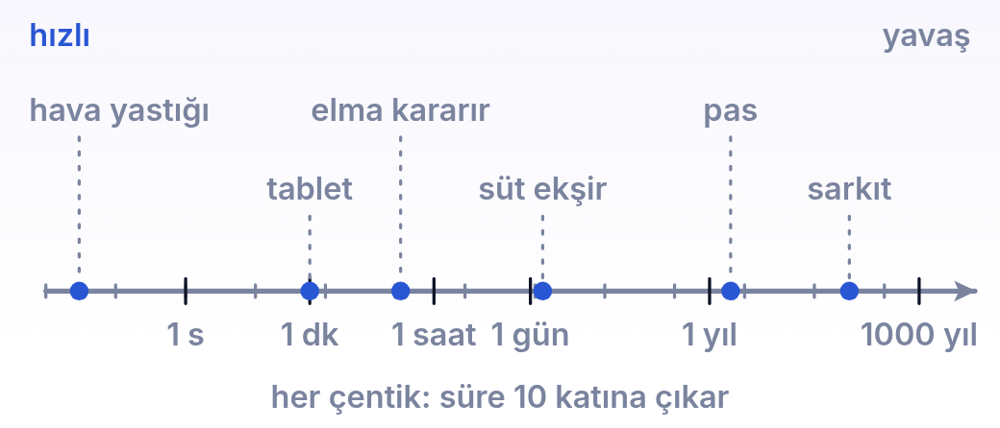 hızlı
yavaş
hava yastığı
elma kararır
pas
tablet
süt ekşir
sarkıt
1 s
1 dk
1 saat
1 gün
1 yıl
1000 yıl
her çentik: süre 10 katına çıkar